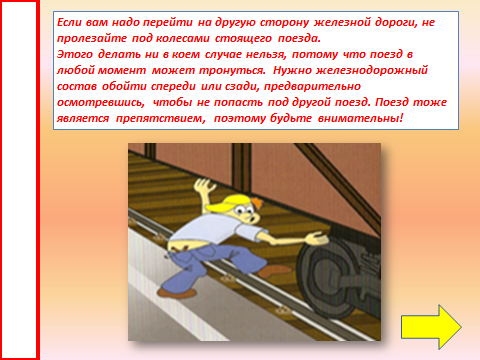 Если вам надо перейти на другую сторону железной дороги, не
пролезайте под колесами стоящего поезда.
Этого делать ни в коем случае нельзя, потому что поезд в
любой момент может тронуться. Нужно железнодорожный
состав обойти спереди или сзади, предварительно
осмотревшись, чтобы не попасть под другой поезд. Поезд тоже
является препятствием, поэтому будьте внимательны!